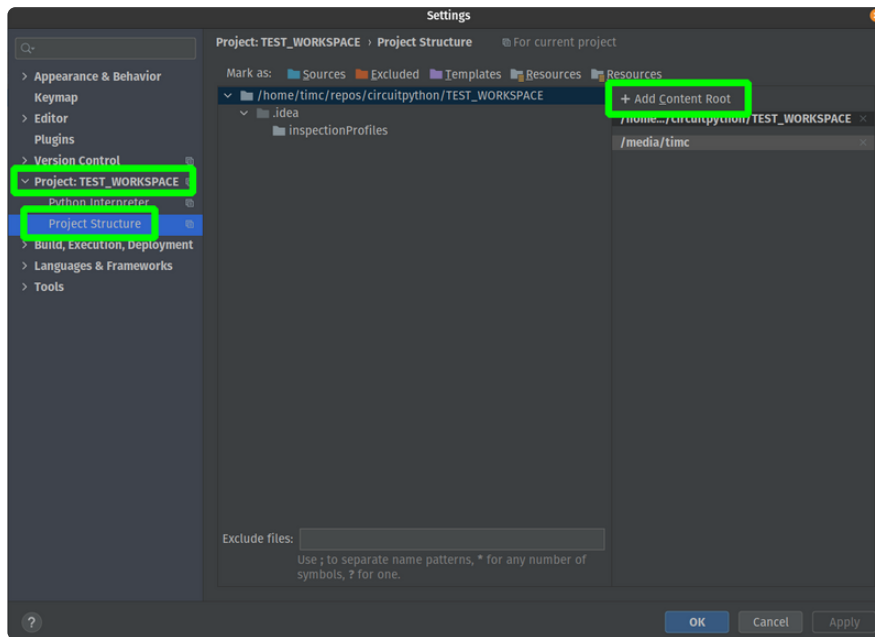 Settings
Project: TEST_WORKSPACE › Project Structure For current project
Mark as: Sources Excluded Templates Resources Resources
Appearance & Behavior
Keymap
Editor
Plugins
Version Control
Project: TEST_WORKSPACE
Python Interpreter
Project Structure
Build, Execution, Deployment
Languages & Frameworks
Tools
/home/timc/repos/circuitpython/TEST_WORKSPACE
.idea
inspectionProfiles
+ Add Content Root
/home.../circuitpython/TEST_WORKSPACE ×
/media/timc ×
Exclude files:
Use ; to separate name patterns, * for any number of
symbols, ? for one.
? OK Cancel Apply